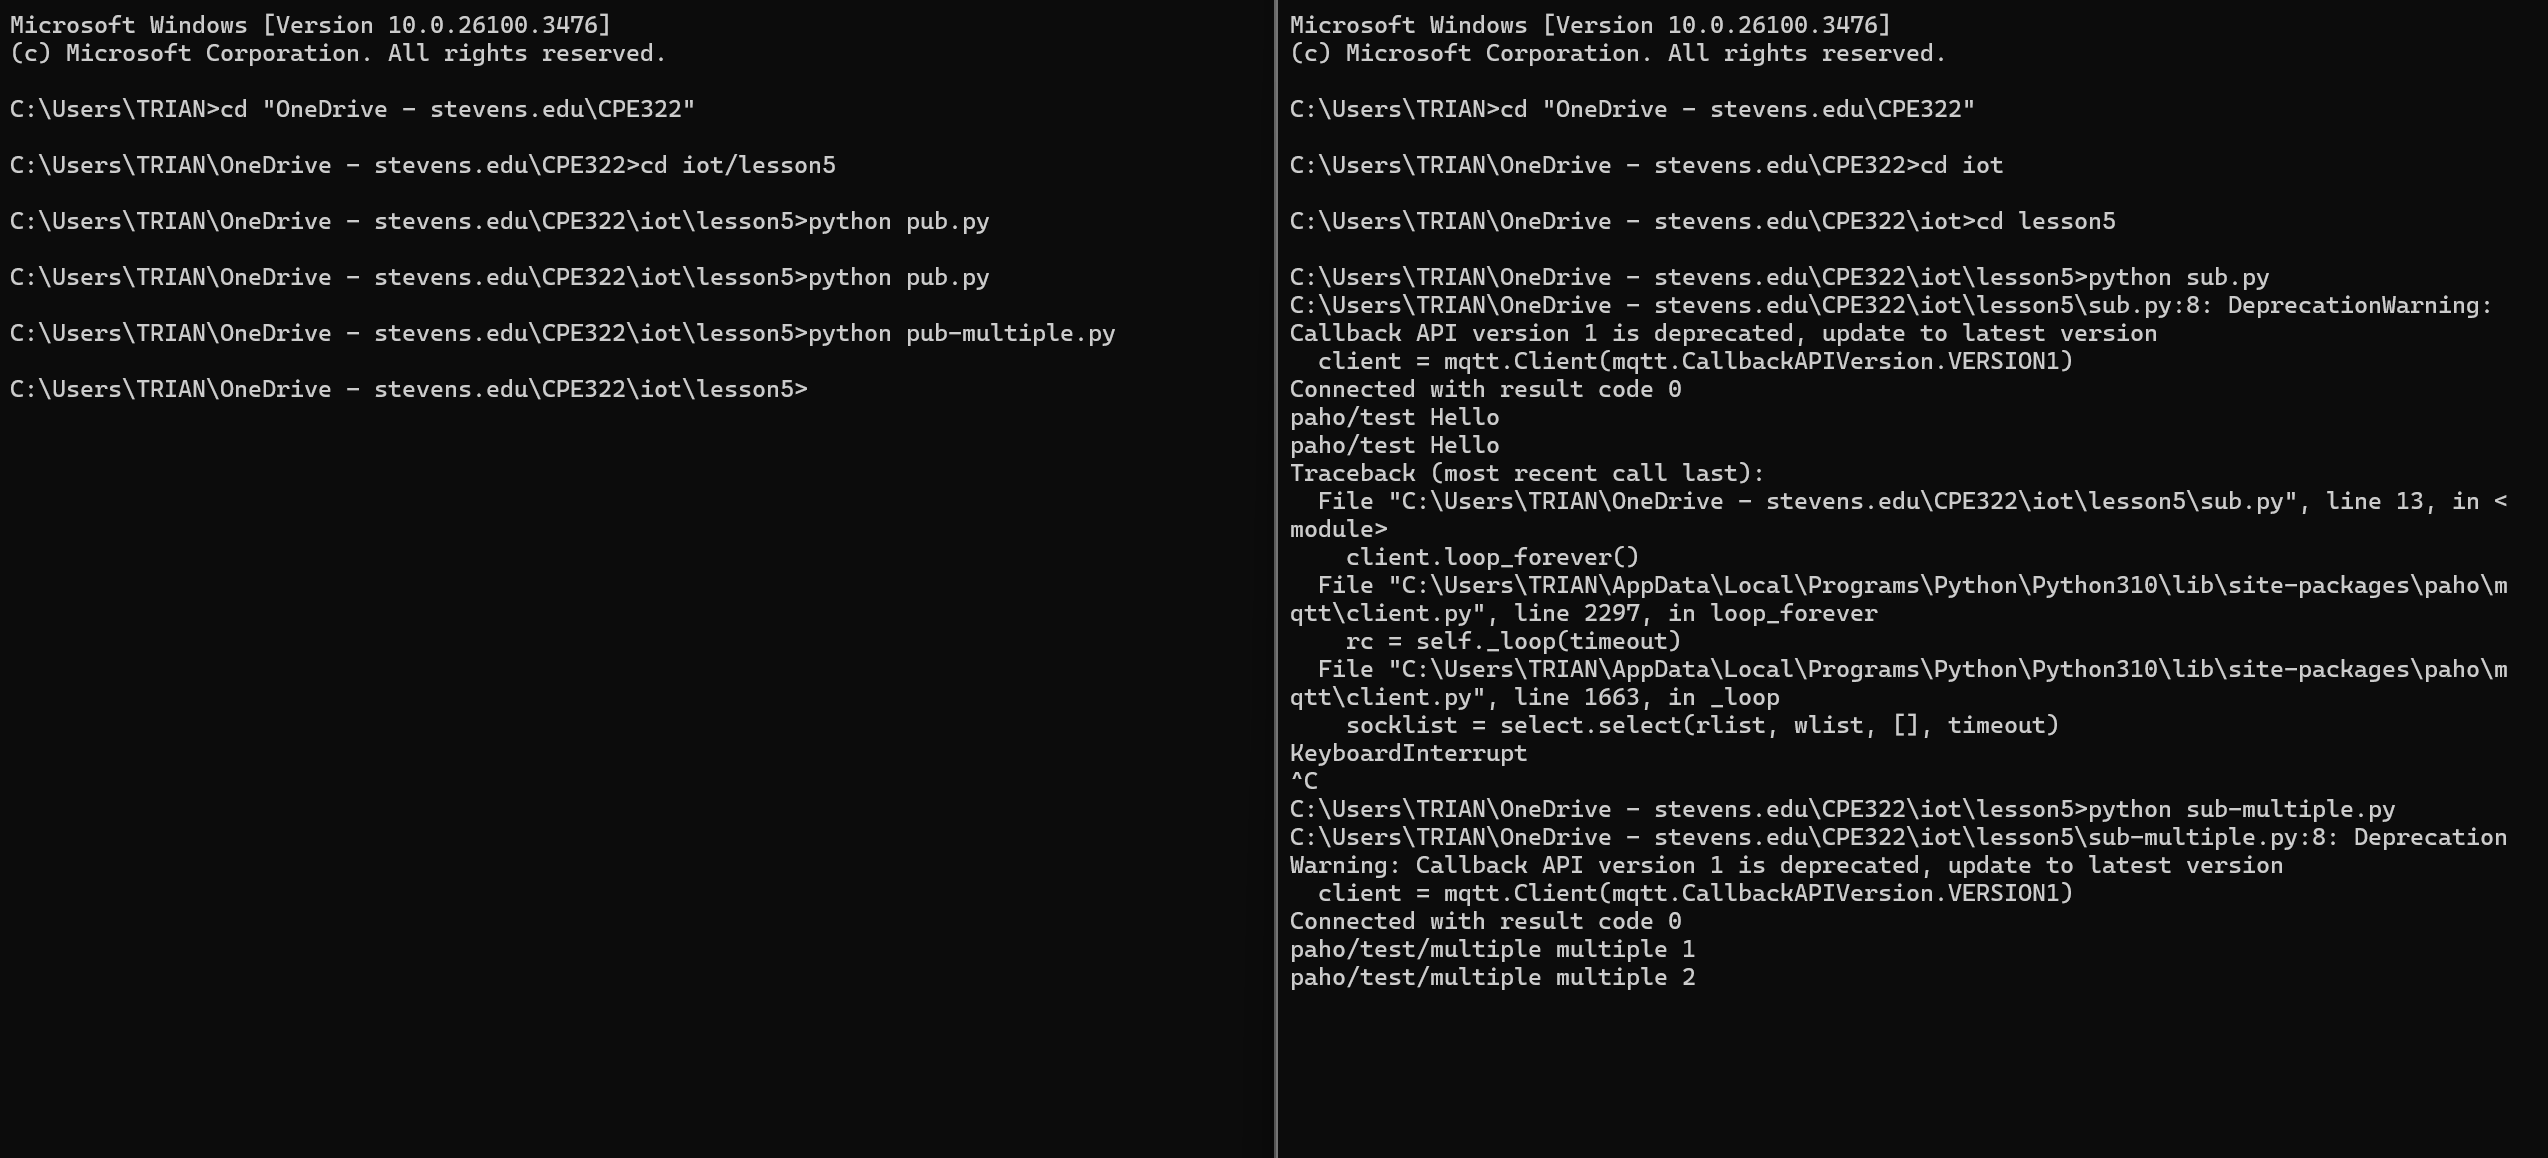 Microsoft Windows [Version 10.0.26100.3476]
(c) Microsoft Corporation. All rights reserved.
C:\Users\TRIAN>cd "OneDrive - stevens.edu\CPE322"
C:\Users\TRIAN\OneDrive - stevens.edu\CPE322>cd iot/lesson5
C:\Users\TRIAN\OneDrive - stevens.edu\CPE322\iot\lesson5>python pub.py
C:\Users\TRIAN\OneDrive - stevens.edu\CPE322\iot\lesson5>python pub.py
C:\Users\TRIAN\OneDrive - stevens.edu\CPE322\iot\lesson5>python pub-multiple.py
C:\Users\TRIAN\OneDrive - stevens.edu\CPE322\iot\lesson5>
Microsoft Windows [Version 10.0.26100.3476]
(c) Microsoft Corporation. All rights reserved.
C:\Users\TRIAN>cd "OneDrive - stevens.edu\CPE322"
C:\Users\TRIAN\OneDrive - stevens.edu\CPE322>cd iot
C:\Users\TRIAN\OneDrive - stevens.edu\CPE322\iot>cd lesson5
C:\Users\TRIAN\OneDrive - stevens.edu\CPE322\iot\lesson5>python sub.py
C:\Users\TRIAN\OneDrive - stevens.edu\CPE322\iot\lesson5\sub.py:8: DeprecationWarning:
Callback API version 1 is deprecated, update to latest version
  client = mqtt.Client(mqtt.CallbackAPIVersion.VERSION1)
Connected with result code 0
paho/test Hello
paho/test Hello
Traceback (most recent call last):
  File "C:\Users\TRIAN\OneDrive - stevens.edu\CPE322\iot\lesson5\sub.py", line 13, in <
module>
    client.loop_forever()
  File "C:\Users\TRIAN\AppData\Local\Programs\Python\Python310\lib\site-packages\paho\m
qtt\client.py", line 2297, in loop_forever
    rc = self._loop(timeout)
  File "C:\Users\TRIAN\AppData\Local\Programs\Python\Python310\lib\site-packages\paho\m
qtt\client.py", line 1663, in _loop
    socklist = select.select(rlist, wlist, [], timeout)
KeyboardInterrupt
^C
C:\Users\TRIAN\OneDrive - stevens.edu\CPE322\iot\lesson5>python sub-multiple.py
C:\Users\TRIAN\OneDrive - stevens.edu\CPE322\iot\lesson5\sub-multiple.py:8: Deprecation
Warning: Callback API version 1 is deprecated, update to latest version
  client = mqtt.Client(mqtt.CallbackAPIVersion.VERSION1)
Connected with result code 0
paho/test/multiple multiple 1
paho/test/multiple multiple 2